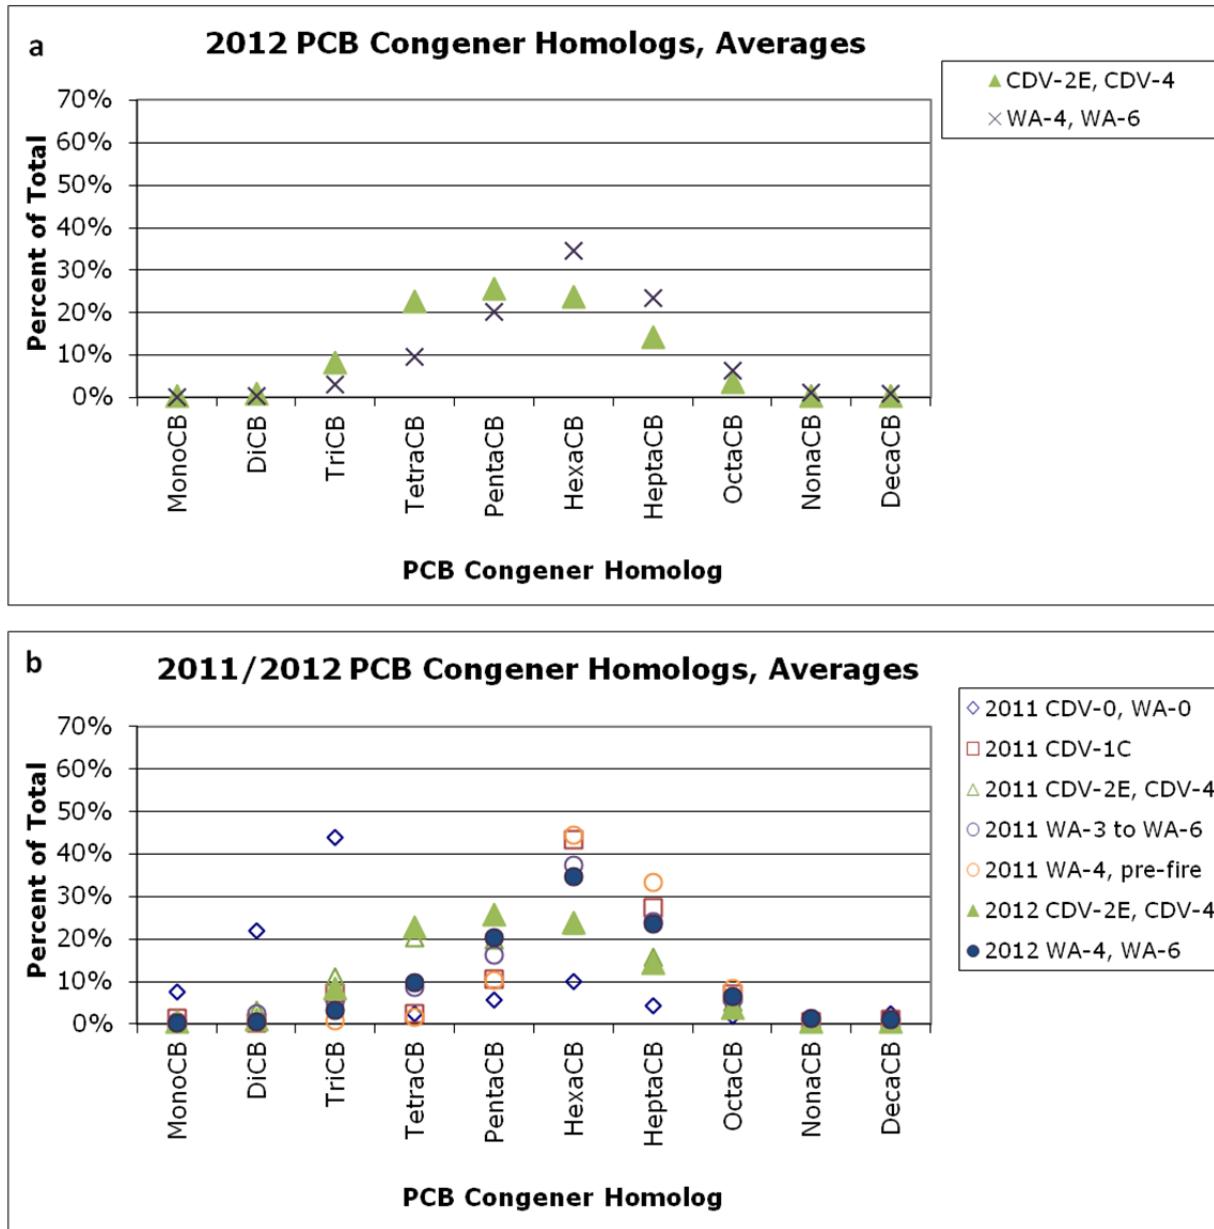 a
2012 PCB Congener Homologs, Averages
CDV-2E, CDV-4
WA-4, WA-6
Percent of Total
70%
60%
50%
40%
30%
20%
10%
0%
MonoCB
DiCB
TriCB
TetraCB
PentaCB
HexaCB
HeptaCB
OctaCB
NonaCB
DecaCB
PCB Congener Homolog
b
2011/2012 PCB Congener Homologs, Averages
2011 CDV-0, WA-0
2011 CDV-1C
2011 CDV-2E, CDV-4
2011 WA-3 to WA-6
2011 WA-4, pre-fire
2012 CDV-2E, CDV-4
2012 WA-4, WA-6
Percent of Total
70%
60%
50%
40%
30%
20%
10%
0%
MonoCB
DiCB
TriCB
TetraCB
PentaCB
HexaCB
HeptaCB
OctaCB
NonaCB
DecaCB
PCB Congener Homolog